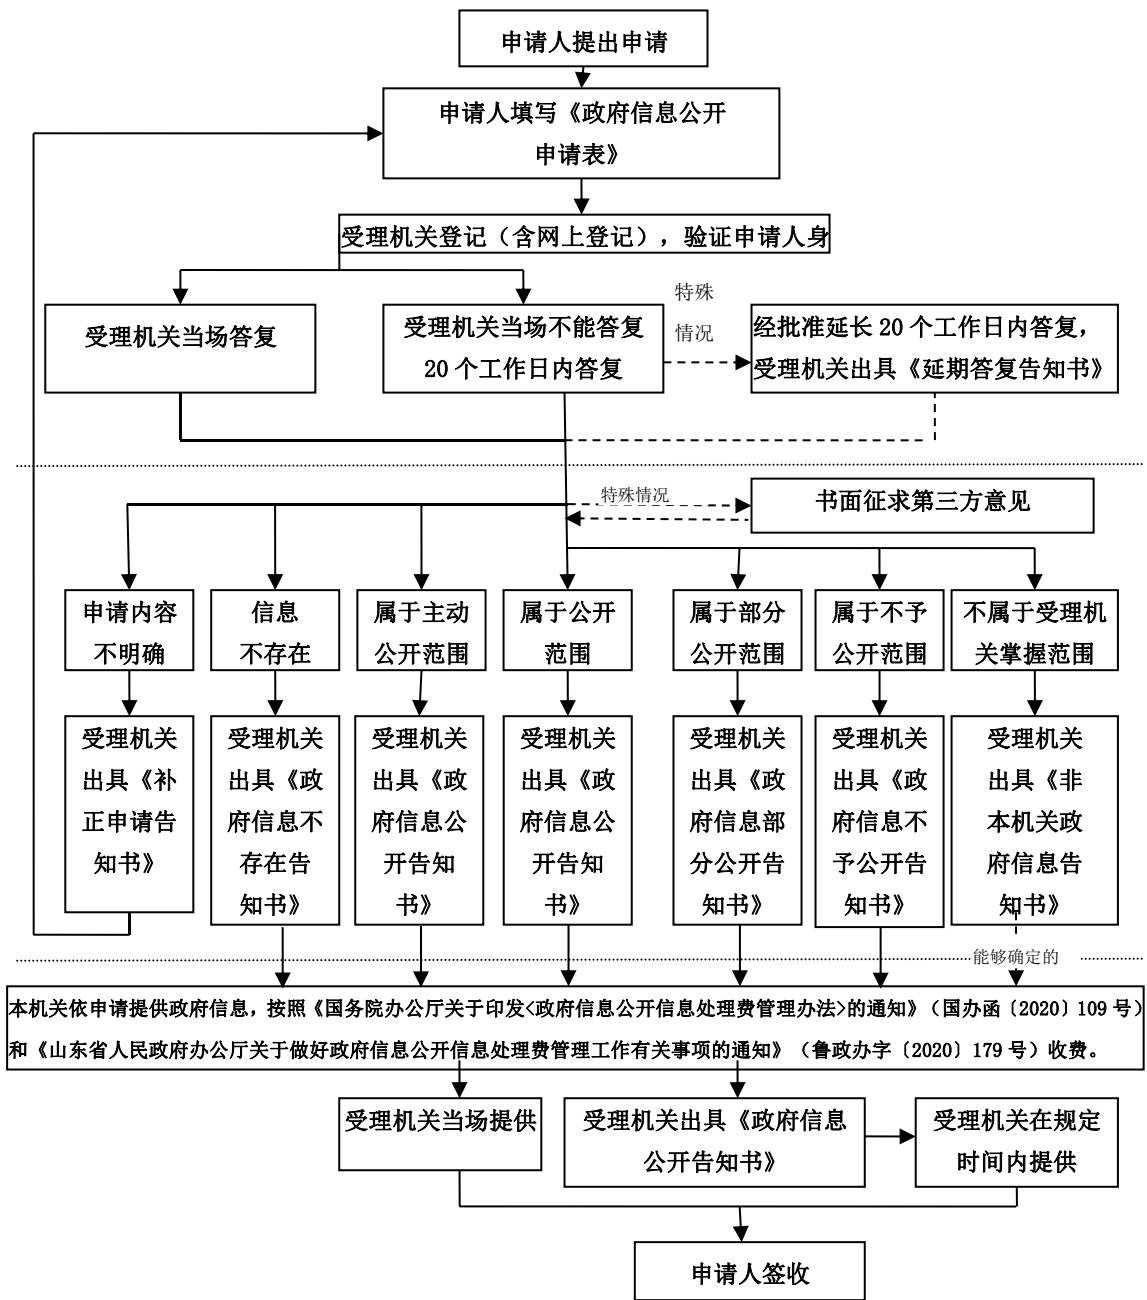 申请人提出申请
申请人填写《政府信息公开
申请表》
受理机关登记（含网上登记），验证申请人身
受理机关当场答复
受理机关当场不能答复
20 个工作日内答复
特殊
情况
经批准延长 20 个工作日内答复，
受理机关出具《延期答复告知书》
特殊情况
书面征求第三方意见
申请内容
不明确
信息
不存在
属于主动
公开范围
属于公开
范围
属于部分
公开范围
属于不予
公开范围
不属于受理机
关掌握范围
受理机关
出具《补
正申请告
知书》
受理机关
出具《政
府信息不
存在告
知书》
受理机关
出具《政
府信息公
开告知
书》
受理机关
出具《政
府信息公
开告知
书》
受理机关
出具《政
府信息部
分公开告
知书》
受理机关
出具《政
府信息不
予公开告
知书》
受理机关
出具《非
本机关政
府信息告
知书》
能够确定的
本机关依申请提供政府信息，按照《国务院办公厅关于印发<政府信息公开信息处理费管理办法>的通知》（国办函〔2020〕109 号）
和《山东省人民政府办公厅关于做好政府信息公开信息处理费管理工作有关事项的通知》（鲁政办字〔2020〕179 号）收费。
受理机关当场提供
受理机关出具《政府信息
公开告知书》
受理机关在规定
时间内提供
申请人签收